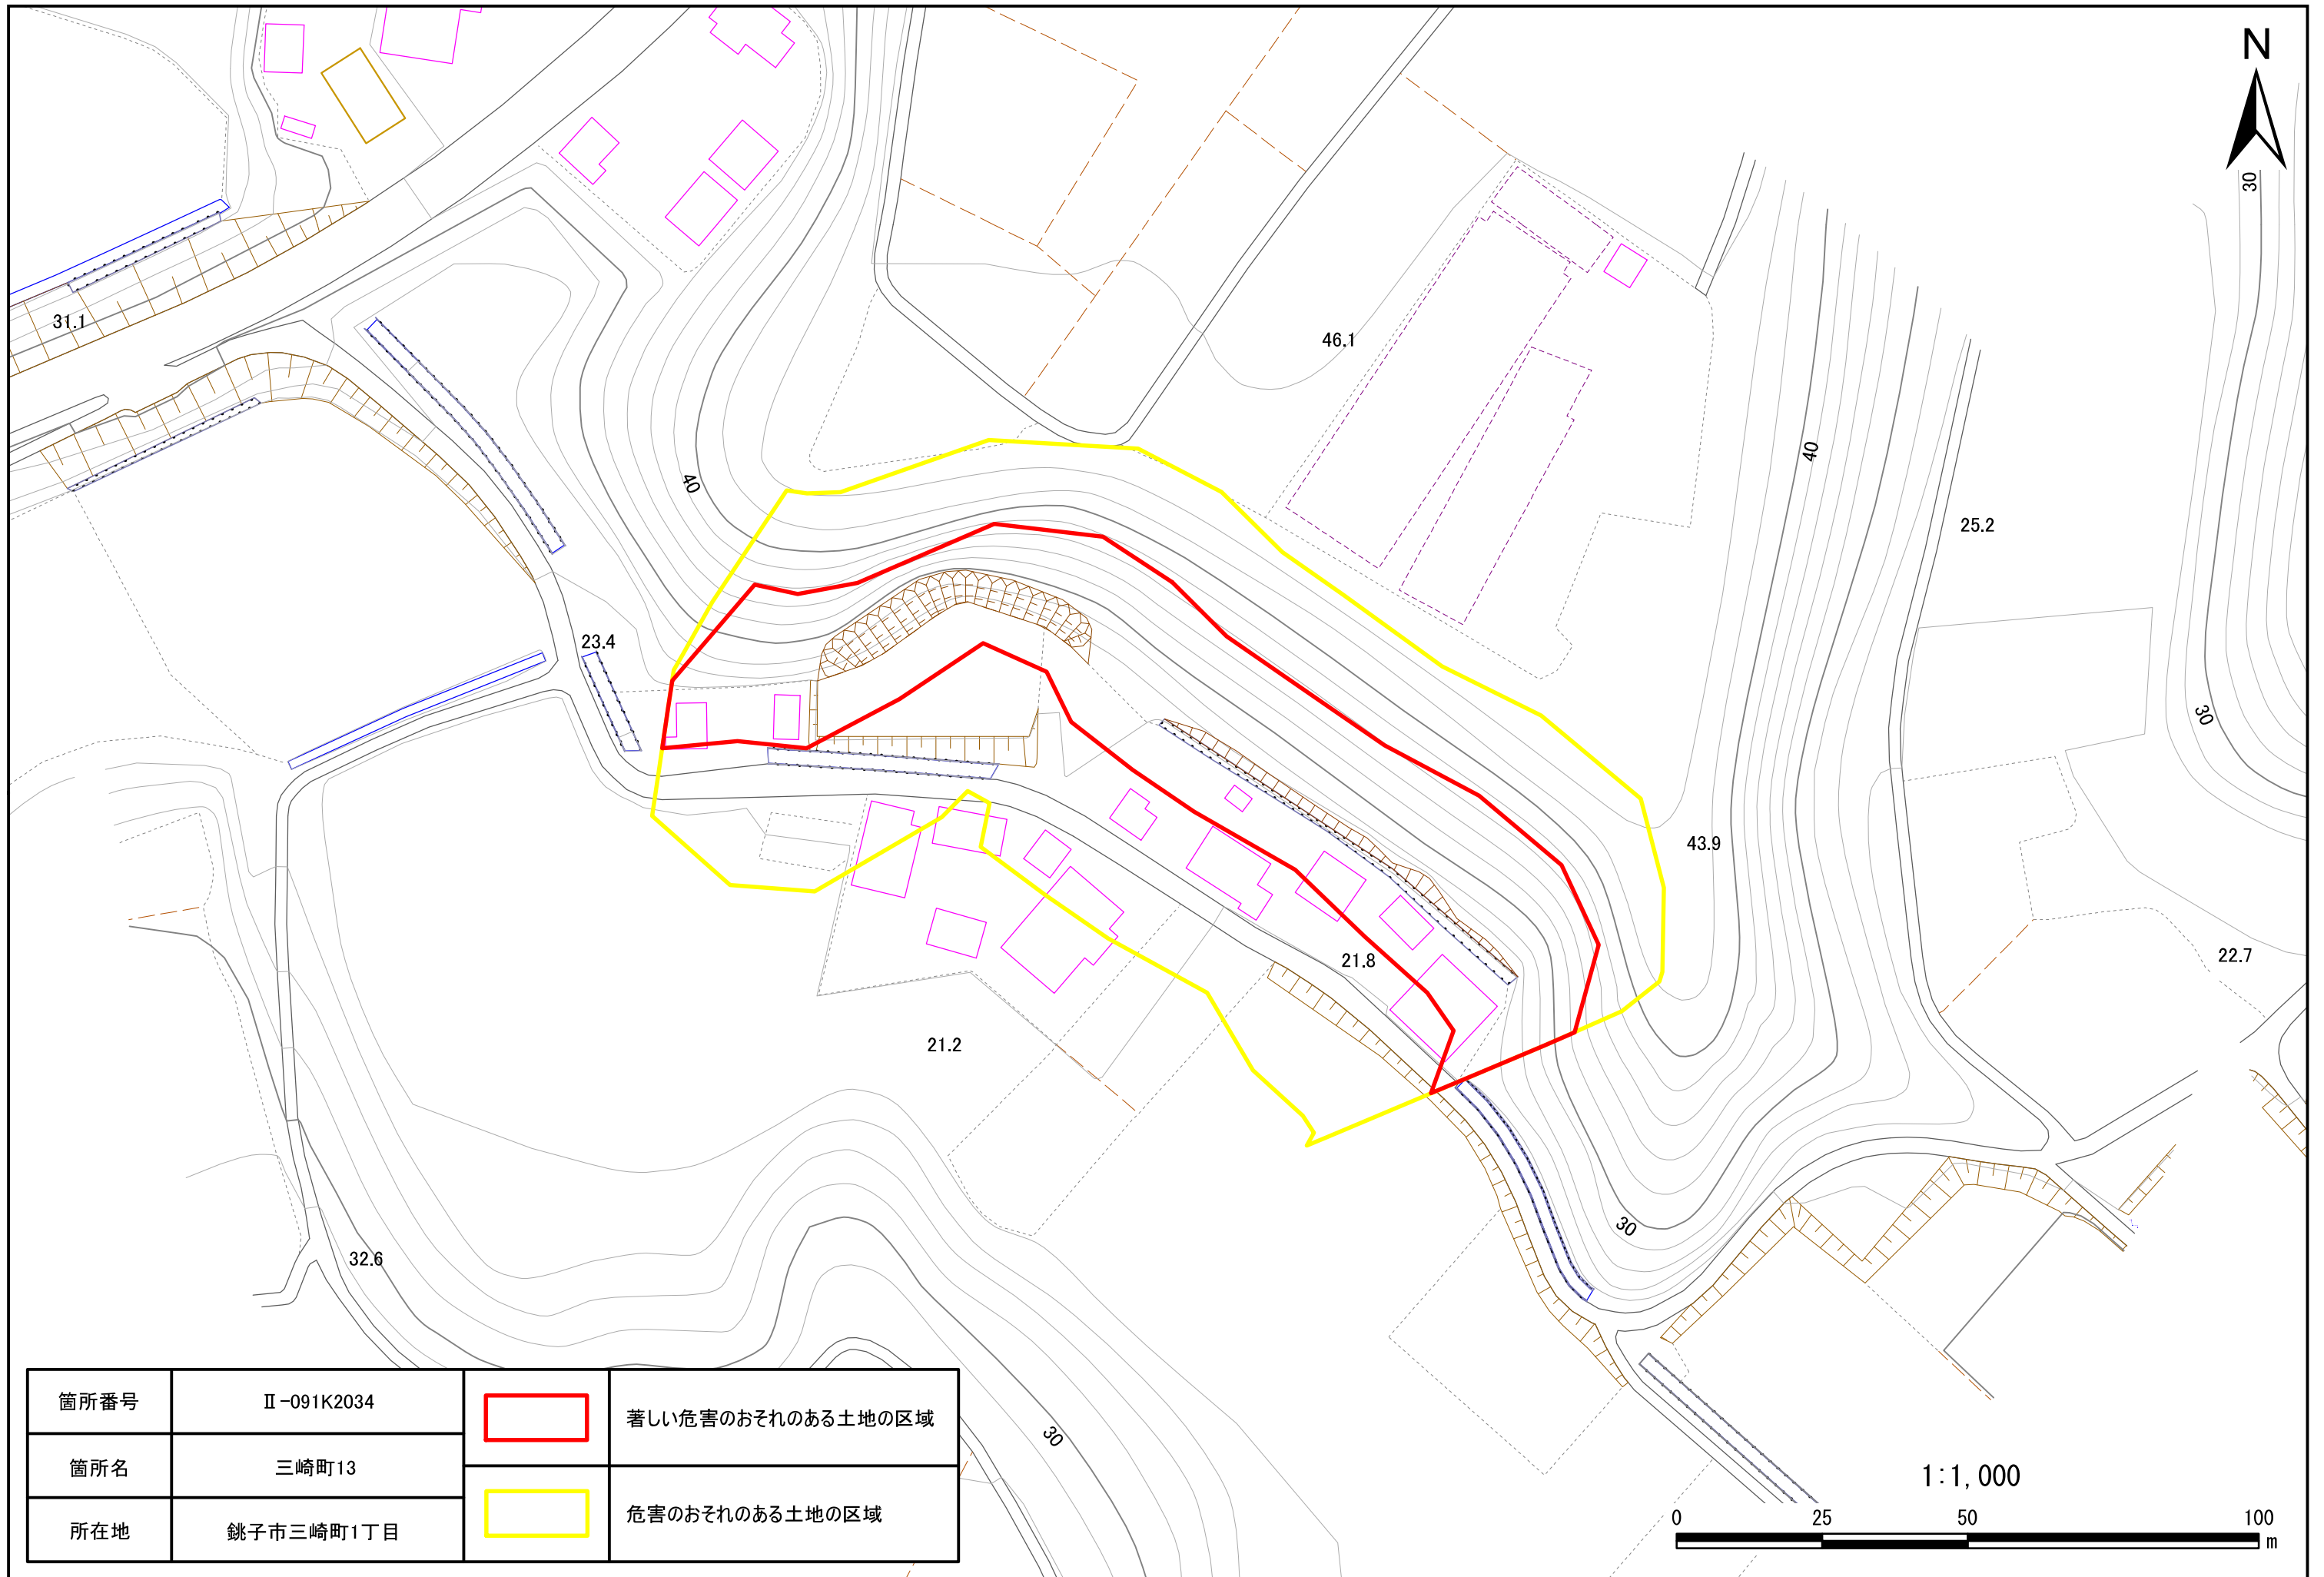 N
30
31.1
46.1
40
40
25.2
23.4
30
43.9
22.7
21.8
21.2
30
32.6
30
箇所番号 Ⅱ-091K2034
箇所名 三崎町13
所在地 銚子市三崎町1丁目
著しい危害のおそれのある土地の区域
危害のおそれのある土地の区域
1:1,000
0 25 50 100
m